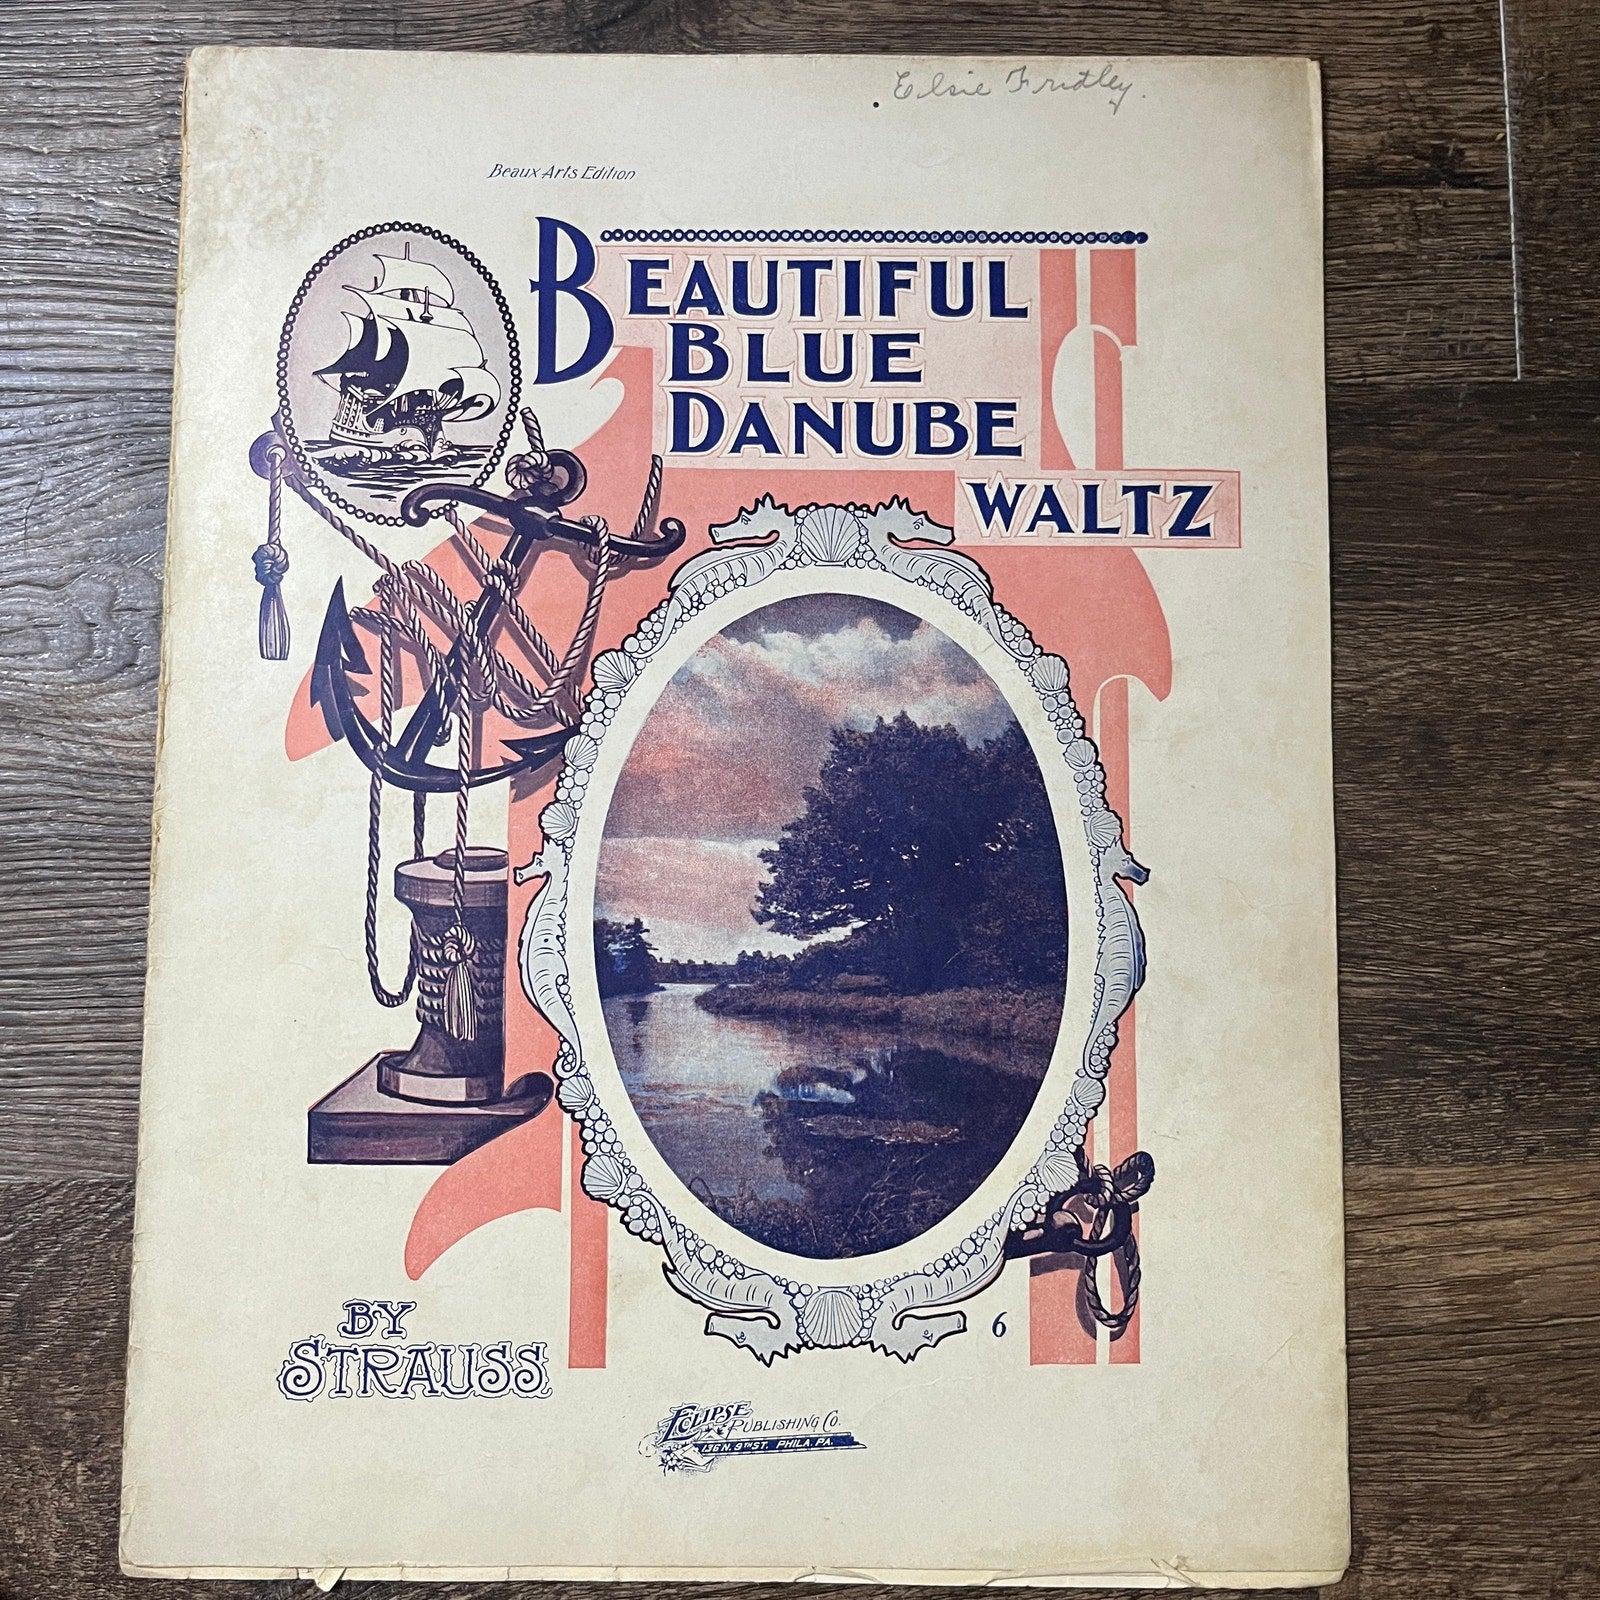 Elsie Fridley.
Beaux Arts Edition
BEAUTIFUL
BLUE
DANUBE
WALTZ
6
BY
STRAUSS
ECLIPSE
PUBLISHING CO.
136 N. 9TH ST. PHILA. PA.